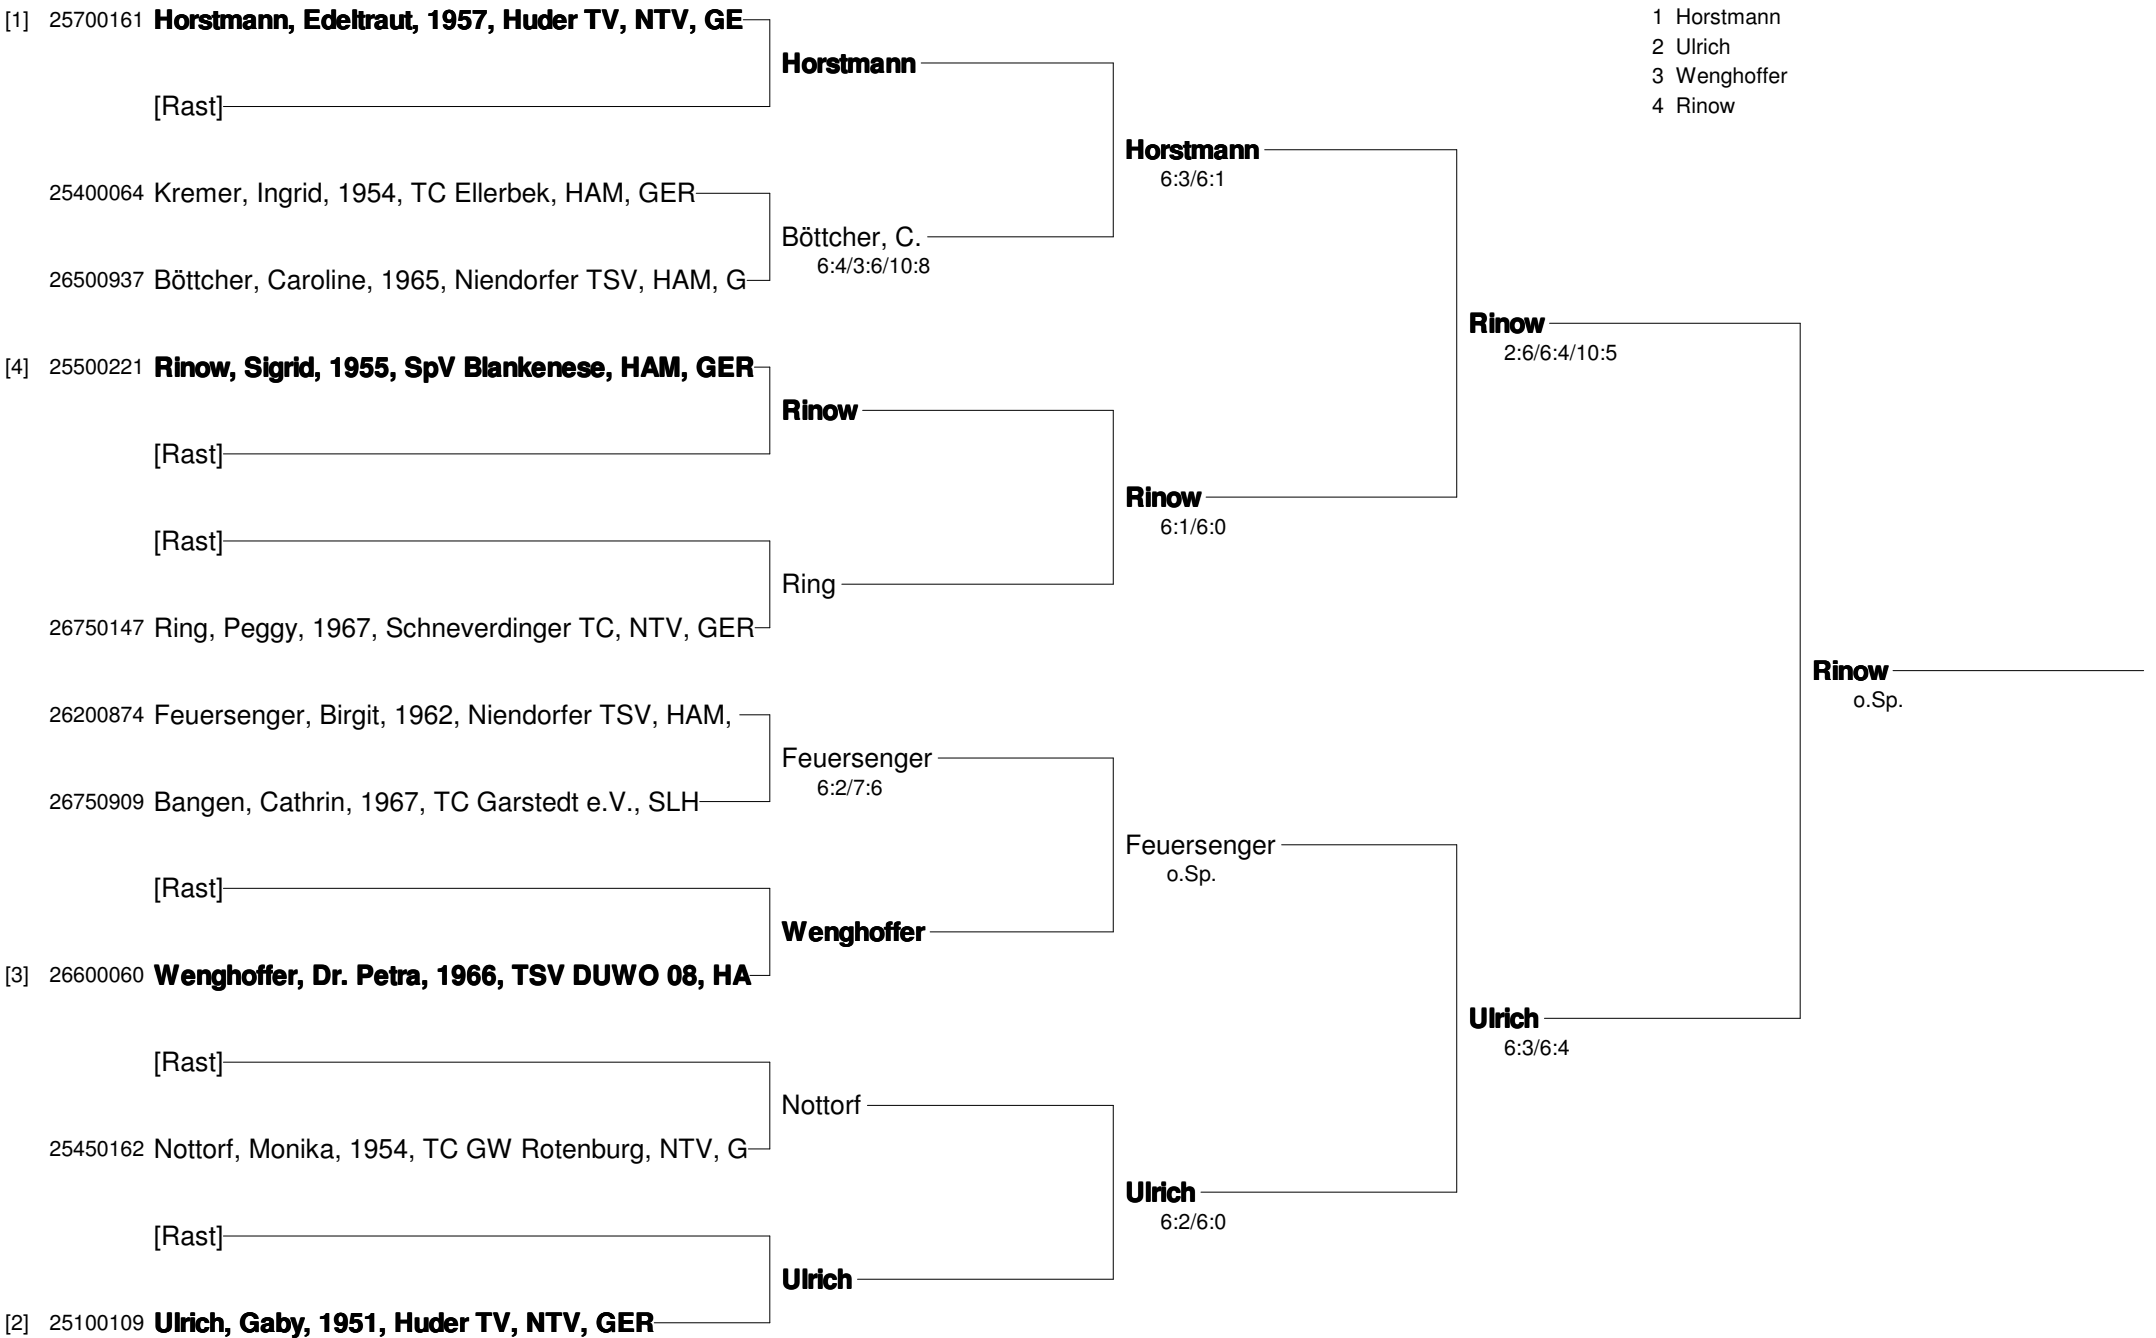 [1] 25700161 Horstmann, Edeltraut, 1957, Huder TV, NTV, GE
1 Horstmann
2 Ulrich
3 Wenghoffer
4 Rinow
Horstmann
[Rast]
Horstmann
6:3/6:1
25400064 Kremer, Ingrid, 1954, TC Ellerbek, HAM, GER
Böttcher, C.
6:4/3:6/10:8
26500937 Böttcher, Caroline, 1965, Niendorfer TSV, HAM, G
Rinow
2:6/6:4/10:5
[4] 25500221 Rinow, Sigrid, 1955, SpV Blankenese, HAM, GER
Rinow
[Rast]
Rinow
6:1/6:0
[Rast]
Ring
26750147 Ring, Peggy, 1967, Schneverdinger TC, NTV, GER
Rinow
o.Sp.
26200874 Feuersenger, Birgit, 1962, Niendorfer TSV, HAM,
Feuersenger
6:2/7:6
26750909 Bangen, Cathrin, 1967, TC Garstedt e.V., SLH
Feuersenger
o.Sp.
[Rast]
Wenghoffer
[3] 26600060 Wenghoffer, Dr. Petra, 1966, TSV DUWO 08, HA
Ulrich
6:3/6:4
[Rast]
Nottorf
25450162 Nottorf, Monika, 1954, TC GW Rotenburg, NTV, G
Ulrich
6:2/6:0
[Rast]
Ulrich
[2] 25100109 Ulrich, Gaby, 1951, Huder TV, NTV, GER